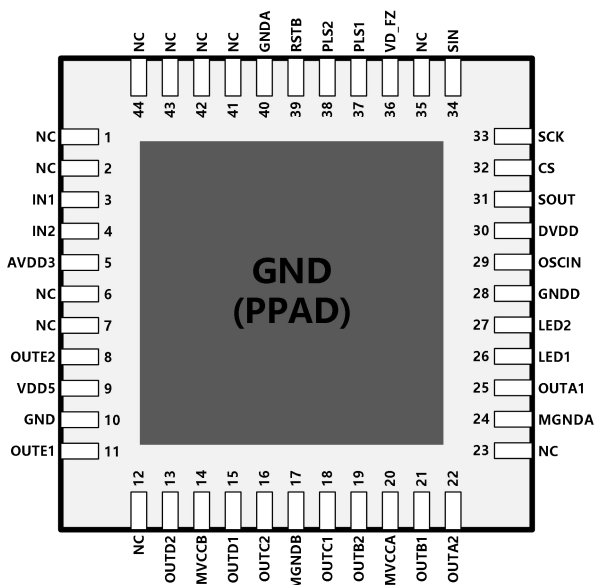 NC
NC
NC
NC
GNDA
RSTB
PLS2
PLS1
VD_FZ
NC
SIN
44
43
42
41
40
39
38
37
36
35
34
NC 1
NC 2
IN1 3
IN2 4
AVDD3 5
NC 6
NC 7
OUTE2 8
VDD5 9
GND 10
OUTE1 11
GND
(PPAD)
33 SCK
32 CS
31 SOUT
30 DVDD
29 OSCIN
28 GNDD
27 LED2
26 LED1
25 OUTA1
24 MGNDA
23 NC
12
13
14
15
16
17
18
19
20
21
22
NC
OUTD2
MVCCB
OUTD1
OUTC2
MGNDB
OUTC1
OUTB2
MVCCA
OUTB1
OUTA2